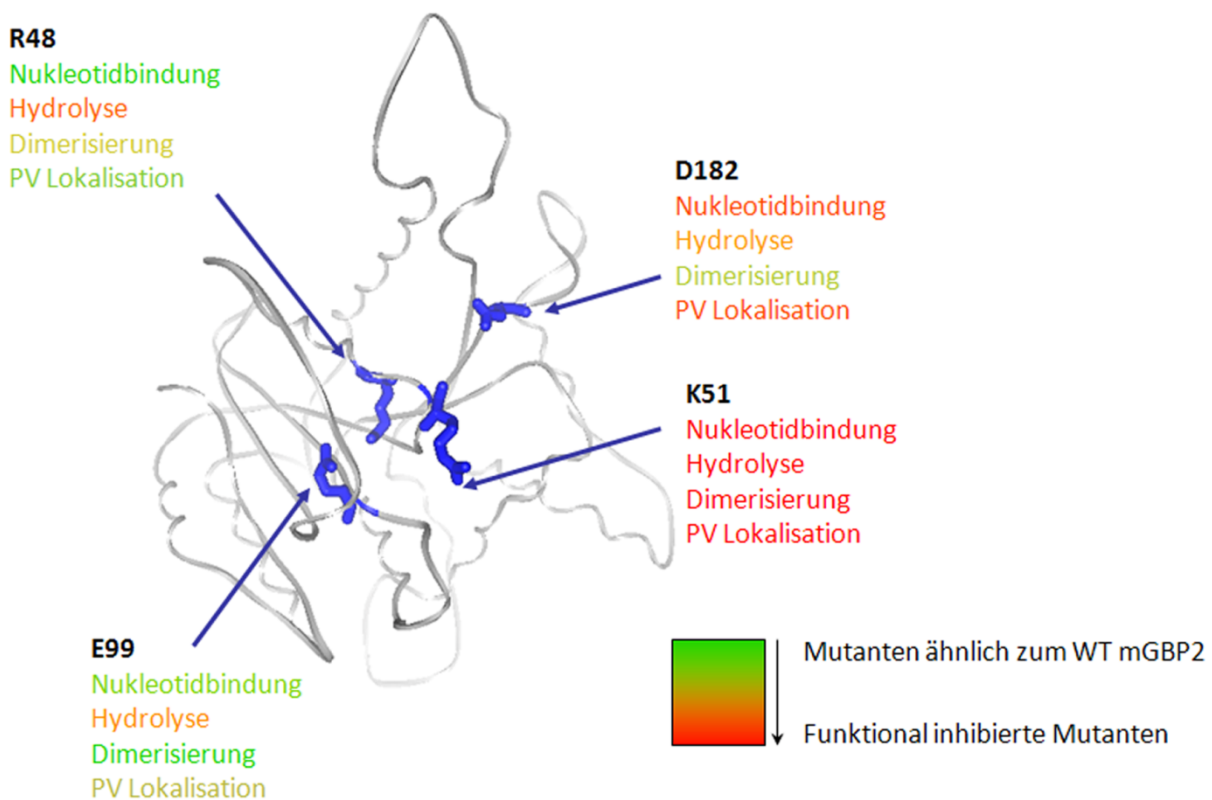 R48
Nukleotidbindung
Hydrolyse
Dimerisierung
PV Lokalisation
D182
Nukleotidbindung
Hydrolyse
Dimerisierung
PV Lokalisation
K51
Nukleotidbindung
Hydrolyse
Dimerisierung
PV Lokalisation
E99
Nukleotidbindung
Hydrolyse
Dimerisierung
PV Lokalisation
Mutanten ähnlich zum WT mGBP2
Funktional inhibierte Mutanten